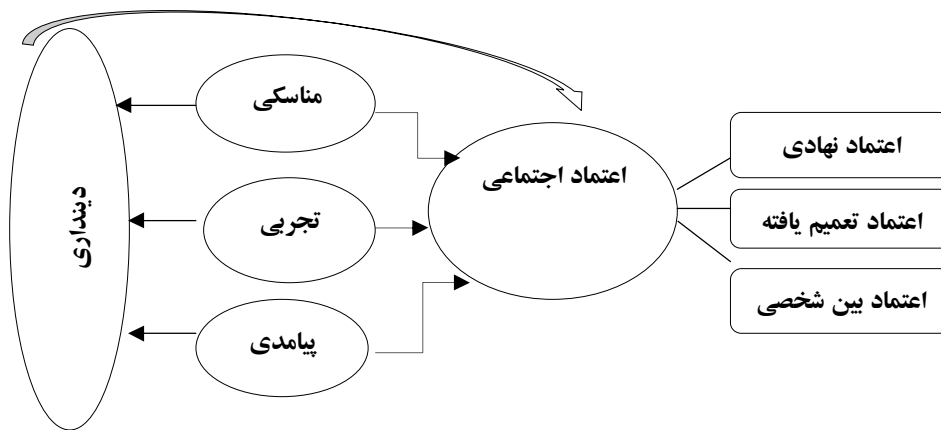 مناسکی
اعتماد نهادی
اعتماد اجتماعی
دینداری
تجربی
اعتماد تعمیم یافته
اعتماد بین شخصی
پیامدی